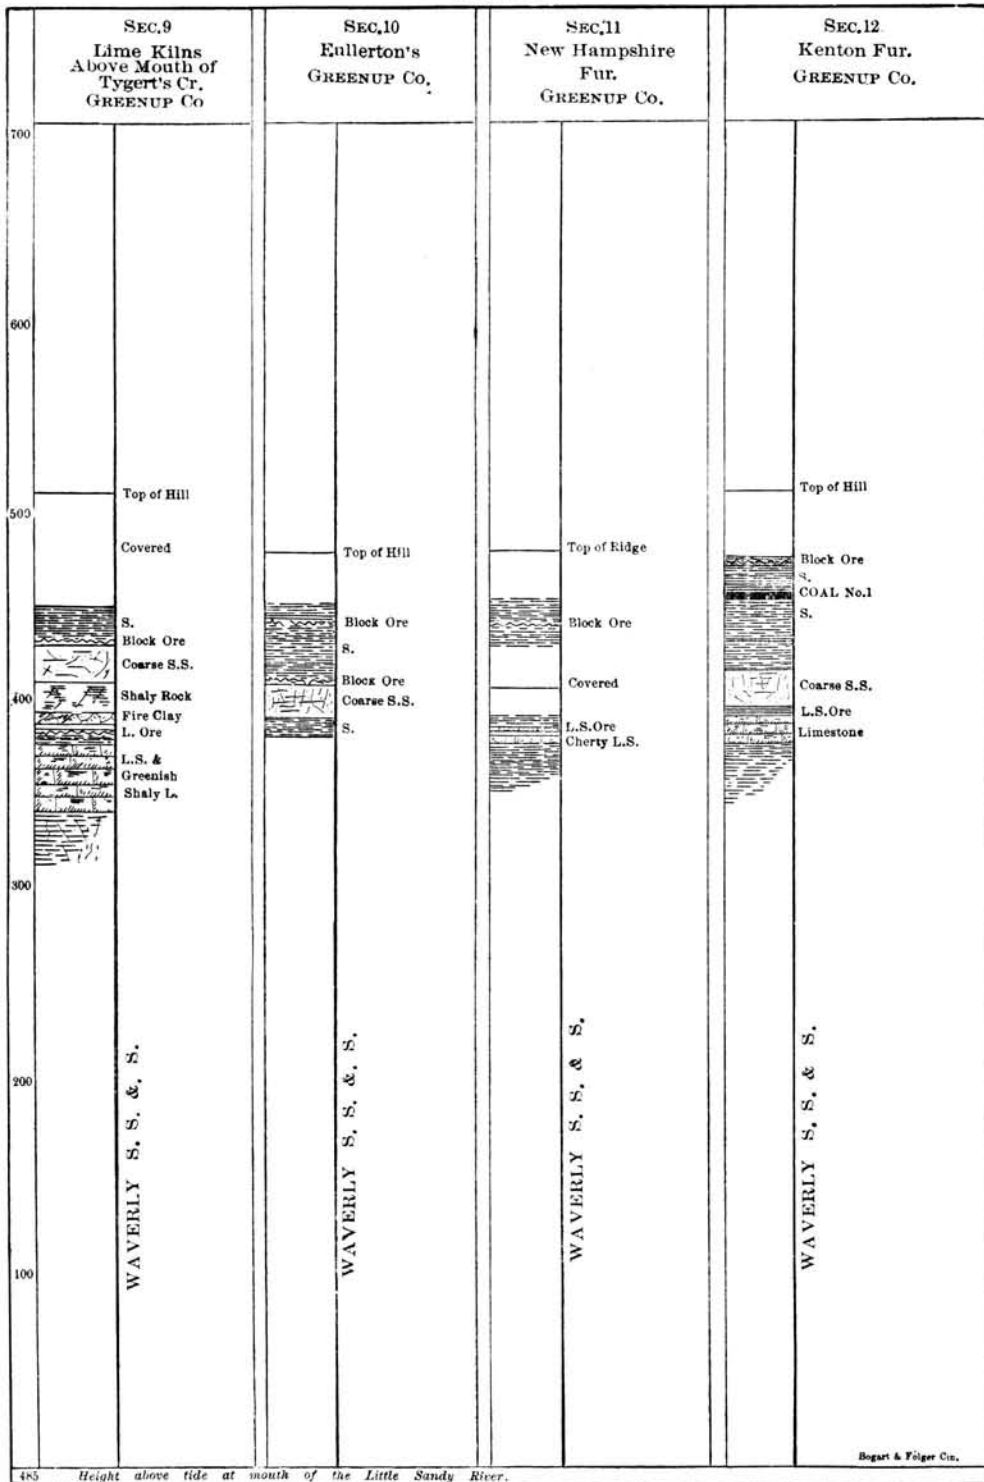 SEC.9
Lime Kilns
Above Mouth of
Tygert's Cr.
GREENUP Co
SEC.10
Eullerton's
GREENUP Co.
SEC.11
New Hampshire
Fur.
GREENUP Co.
SEC.12
Kenton Fur.
GREENUP Co.
700
600
500
400
300
200
100
Top of Hill
Covered
S.
Block Ore
Coarse S.S.
Shaly Rock
Fire Clay
L. Ore
L.S. &
Greenish
Shaly L.
WAVERLY S.S. &. S.
Top of Hill
Block Ore
S.
Block Ore
Coarse S.S.
S.
WAVERLY S.S. &. S.
Top of Ridge
Block Ore
Covered
L.S.Ore
Cherty L.S.
WAVERLY S.S. & S.
Top of Hill
Block Ore
S.
COAL No.1
S.
Coarse S.S.
L.S.Ore
Limestone
WAVERLY S.S. & S.
Bogart & Folger Cin.
485 Height above tide at mouth of the Little Sandy River.